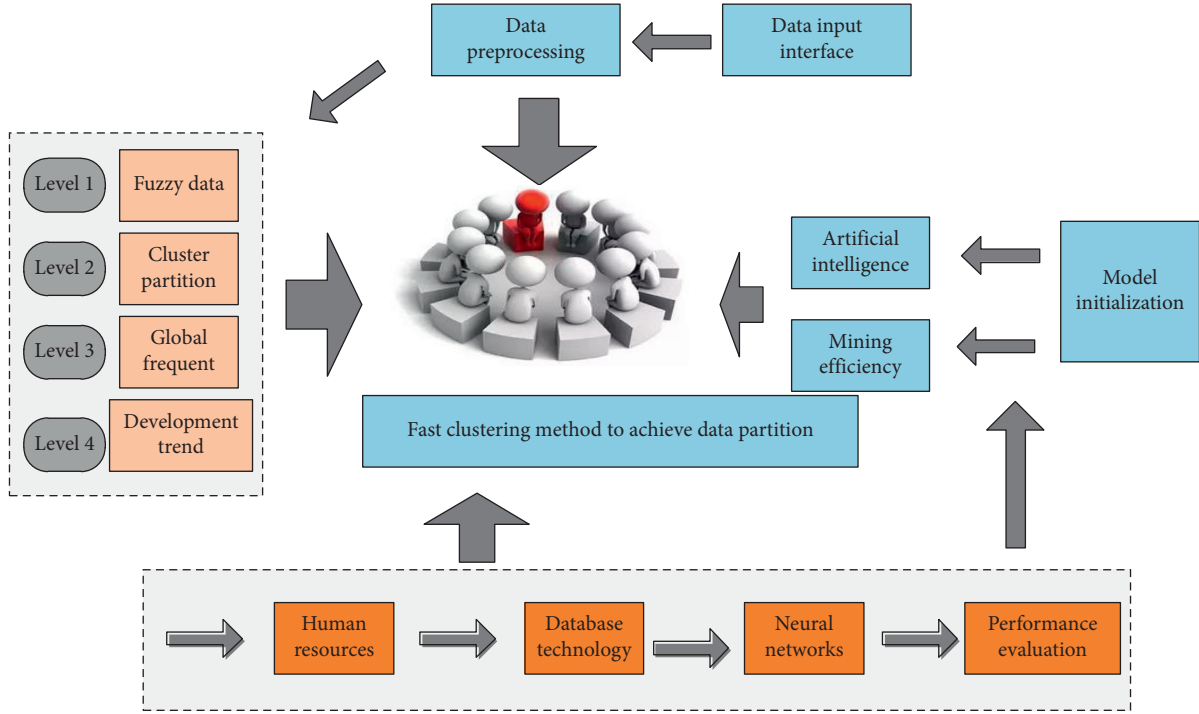 Data
preprocessing
Data input
interface
Level 1
Fuzzy data
Level 2
Cluster
partition
Level 3
Global
frequent
Level 4
Development
trend
Artificial
intelligence
Mining
efficiency
Model
initialization
Fast clustering method to achieve data partition
Human
resources
Database
technology
Neural
networks
Performance
evaluation